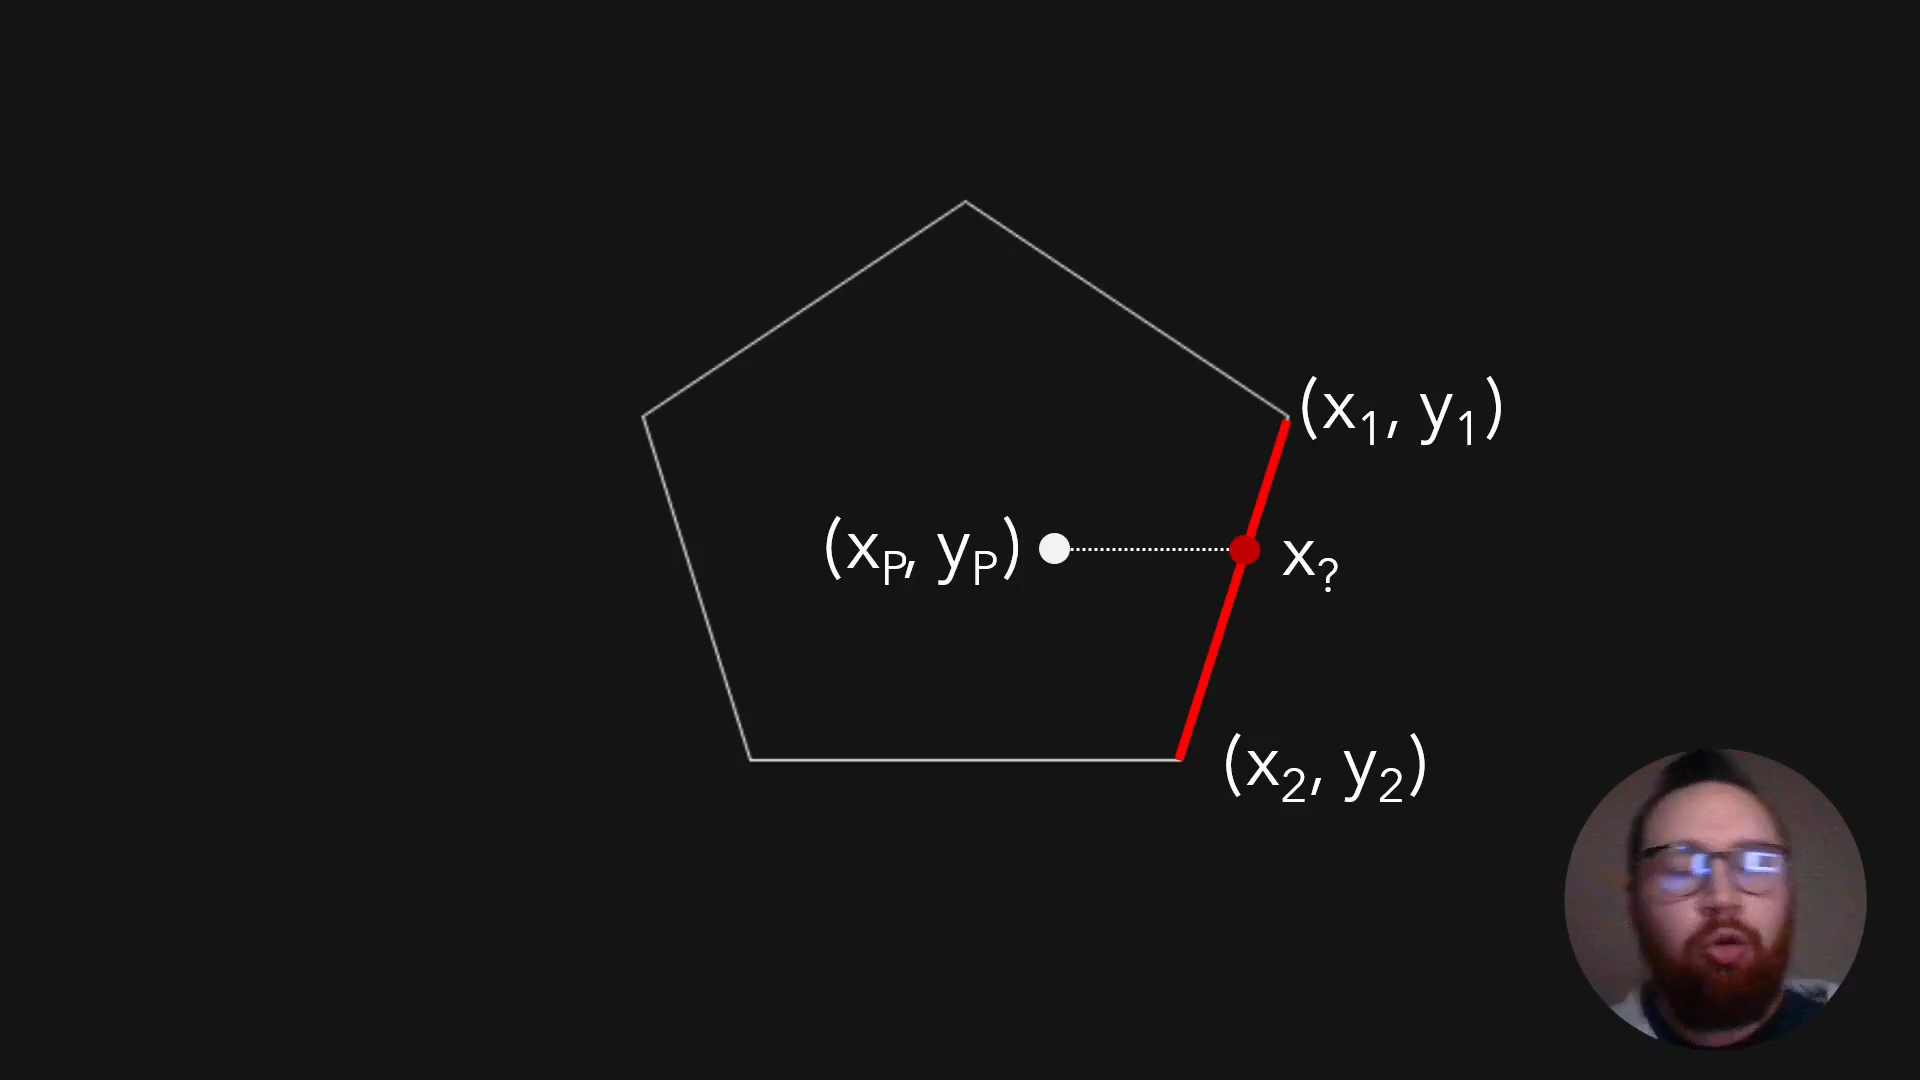 (x₁, y₁)
(xₚ, yₚ)
x?
(x₂, y₂)